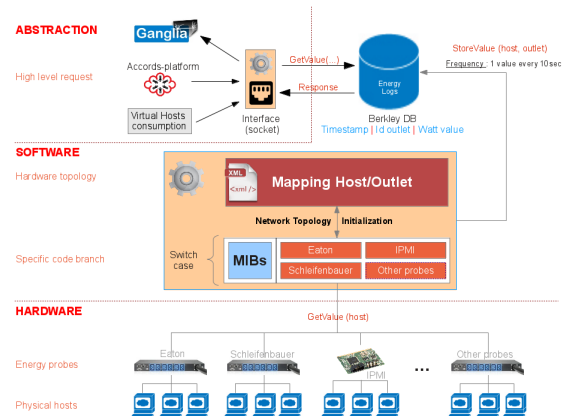 ABSTRACTION
Ganglia
High level request
Accords-platform
Virtual Hosts
consumption
Interface
(socket)
GetValue(...)
Response
Energy
Logs
Berkley DB
Timestamp | Id outlet | Watt value
StoreValue (host, outlet)
Frequency : 1 value every 10sec
SOFTWARE
Hardware topology
XML
<xml/>
Mapping Host/Outlet
Network Topology
Initialization
Specific code branch
Switch
case
MIBs
Eaton
IPMI
Schleifenbauer
Other probes
HARDWARE
GetValue (host)
Energy probes
Eaton
Schleifenbauer
IPMI
...
Other probes
Physical hosts